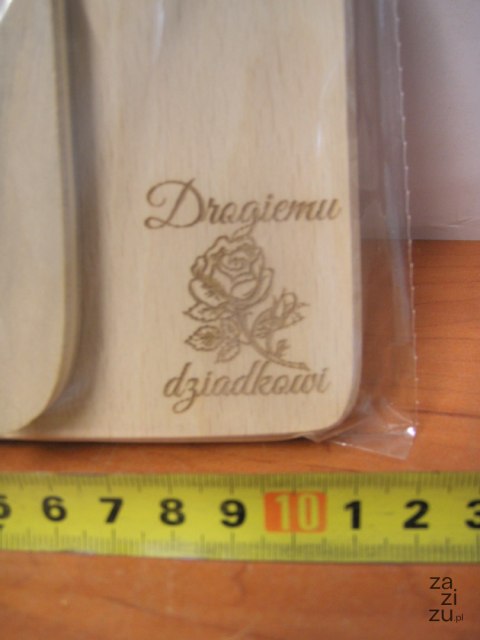 Drogiemu
dziadkowi
5 6 7 8 9 10 1 2 3
za
zi
zu.pl